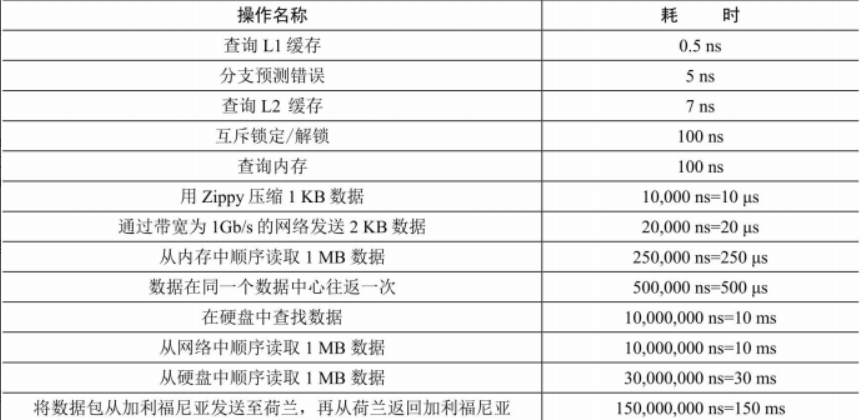 操作名称 耗 时
查询 L1 缓存 0.5 ns
分支预测错误 5 ns
查询 L2 缓存 7 ns
互斥锁定/解锁 100 ns
查询内存 100 ns
用 Zippy 压缩 1 KB 数据 10,000 ns=10 μs
通过带宽为 1Gb/s 的网络发送 2 KB 数据 20,000 ns=20 μs
从内存中顺序读取 1 MB 数据 250,000 ns=250 μs
数据在同一个数据中心往返一次 500,000 ns=500 μs
在硬盘中查找数据 10,000,000 ns=10 ms
从网络中顺序读取 1 MB 数据 10,000,000 ns=10 ms
从硬盘中顺序读取 1 MB 数据 30,000,000 ns=30 ms
将数据包从加利福尼亚发送至荷兰，再从荷兰返回加利福尼亚 150,000,000 ns=150 ms